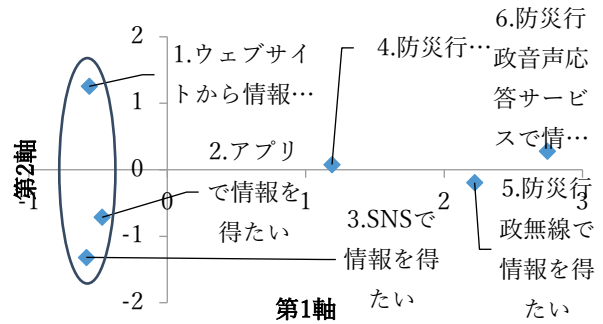 2
1
0
-1
-2
-1
0
1
2
3
第2軸
第1軸
1.ウェブサイ
トから情報…
2.アプリ
で情報を
得たい
3.SNSで
情報を得
たい
4.防災行…
5.防災行
政無線で
情報を得
たい
6.防災行
政音声応
答サービ
スで情…